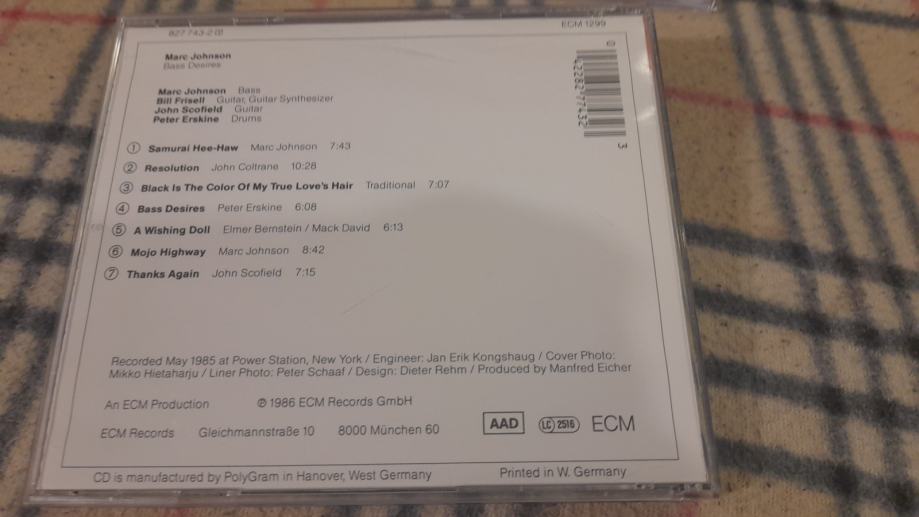 827 743-2
ECM 1299
Marc Johnson
Bass Desires
Marc Johnson Bass
Bill Frisell Guitar, Guitar Synthesizer
John Scofield Guitar
Peter Erskine Drums
1 Samurai Hee-Haw Marc Johnson 7:43
2 Resolution John Coltrane 10:28
3 Black Is The Color Of My True Love's Hair Traditional 7:07
4 Bass Desires Peter Erskine 6:08
5 A Wishing Doll Elmer Bernstein / Mack David 6:13
6 Mojo Highway Marc Johnson 8:42
7 Thanks Again John Scofield 7:15
0 42282 77432 3
Recorded May 1985 at Power Station, New York / Engineer: Jan Erik Kongshaug / Cover Photo:
Mikko Hietaharju / Liner Photo: Peter Schaaf / Design: Dieter Rehm / Produced by Manfred Eicher
An ECM Production ℗ 1986 ECM Records GmbH
ECM Records Gleichmannstraße 10 8000 München 60 AAD LC 2516 ECM
CD is manufactured by PolyGram in Hanover, West Germany Printed in W. Germany